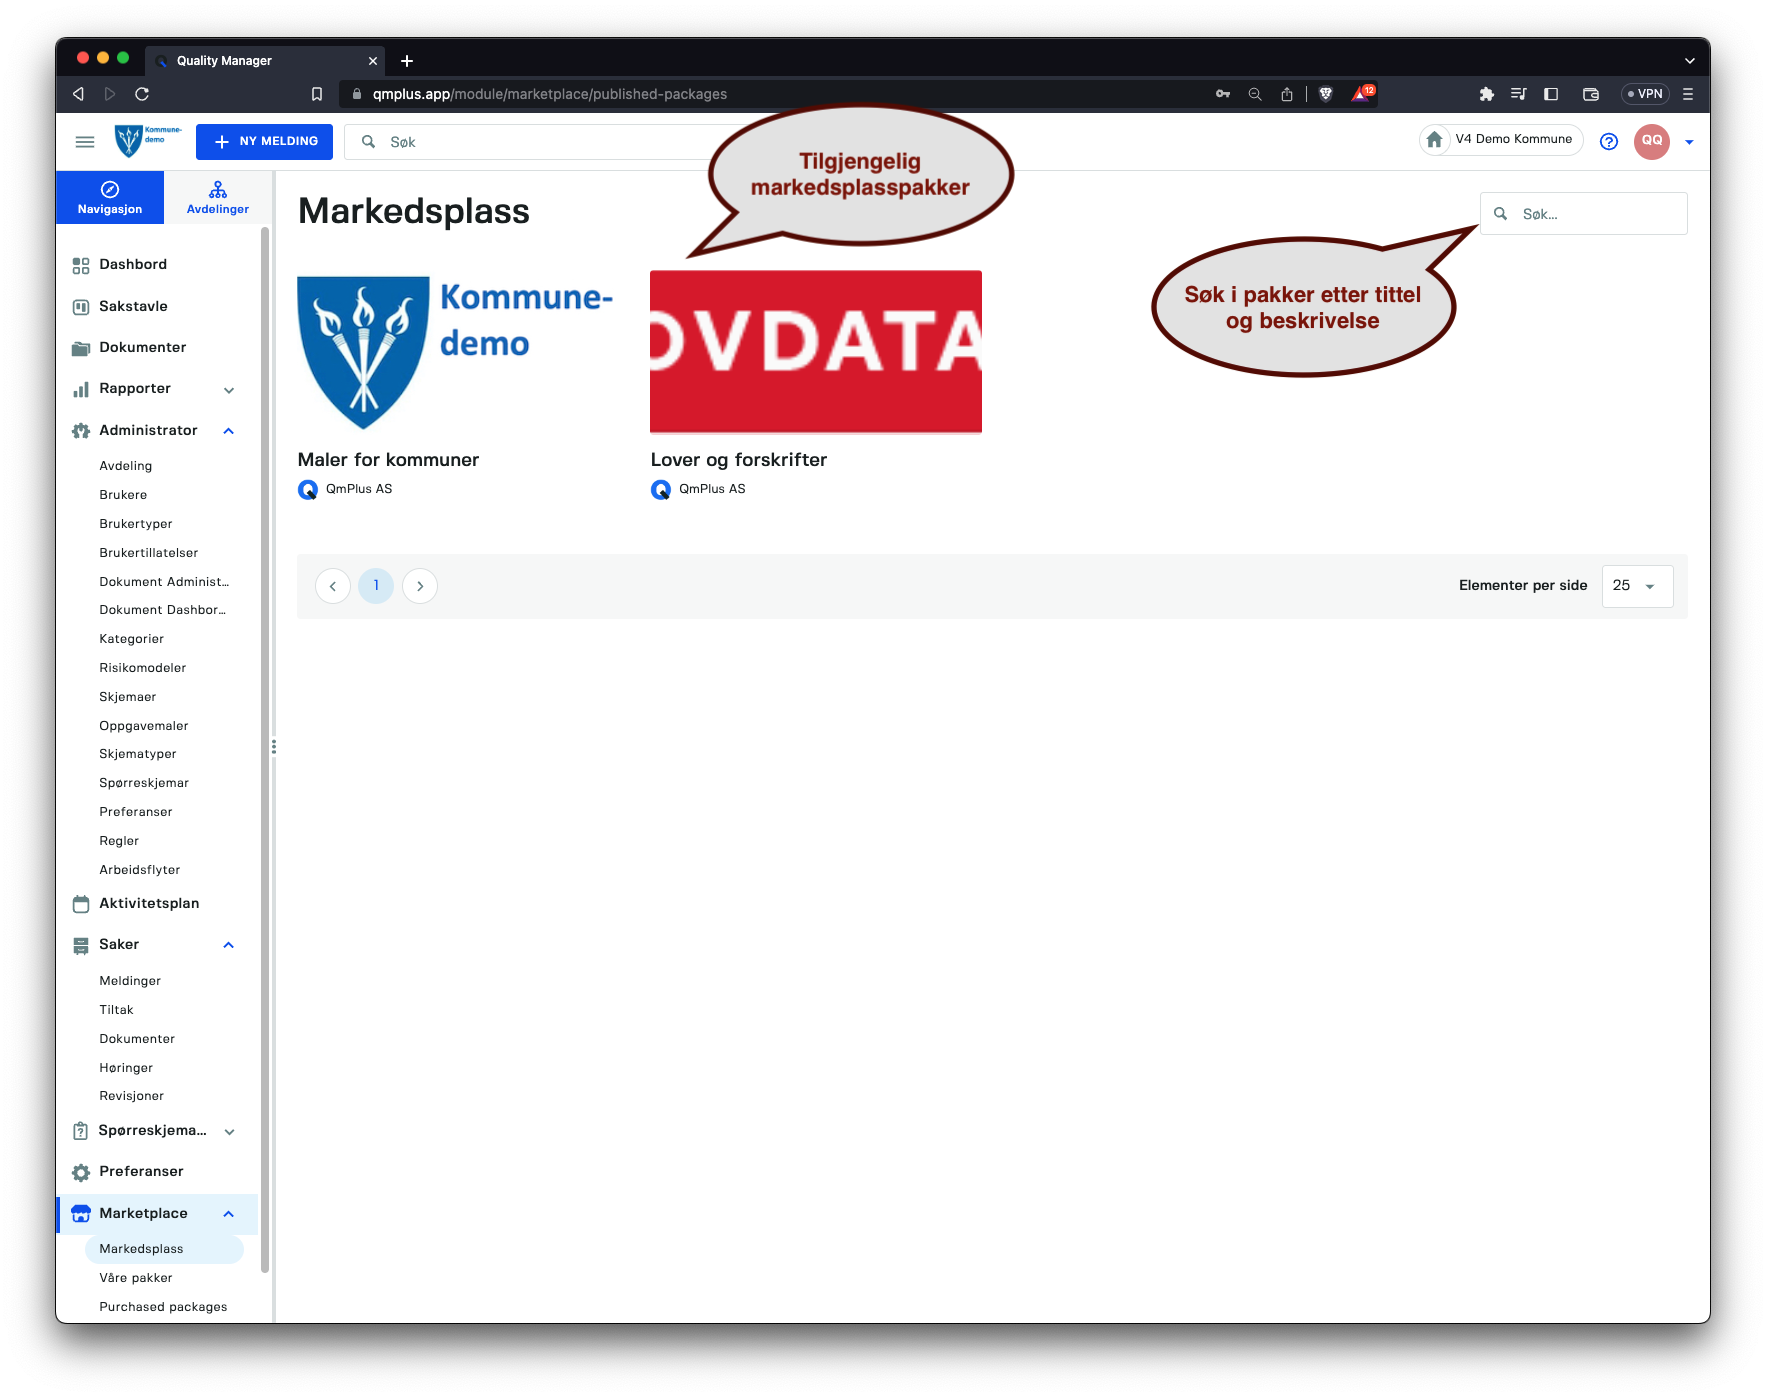 Quality Manager
qmplus.app/module/marketplace/published-packages
12
VPN
Kommune-
demo
NY MELDING
Søk
V4 Demo Kommune
QQ
Navigasjon
Avdelinger
Markedsplass
Tilgjengelig
markedsplasspakker
Søk...
Søk i pakker etter tittel
og beskrivelse
Dashbord
Sakstavle
Dokumenter
Rapporter
Administrator
Avdeling
Brukere
Brukertyper
Brukertillatelser
Dokument Administ...
Dokument Dashbor...
Kategorier
Risikomodeler
Skjemaer
Oppgavemaler
Skjematyper
Spørreskjemar
Preferanser
Regler
Arbeidsflyter
Aktivitetsplan
Saker
Meldinger
Tiltak
Dokumenter
Høringer
Revisjoner
Spørreskjema...
Preferanser
Marketplace
Markedsplass
Våre pakker
Purchased packages
Kommune-
demo
OVDATA
Maler for kommuner
QmPlus AS
Lover og forskrifter
QmPlus AS
1
Elementer per side
25